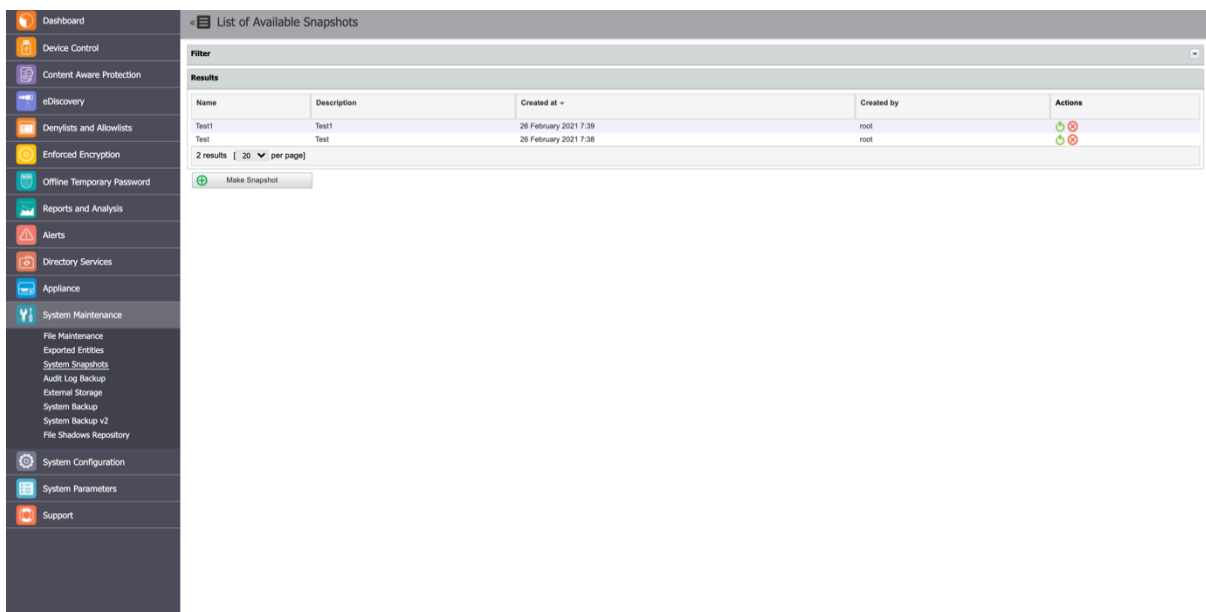 Dashboard
Device Control
Content Aware Protection
eDiscovery
Denylists and Allowlists
Enforced Encryption
Offline Temporary Password
Reports and Analysis
Alerts
Directory Services
Appliance
System Maintenance
File Maintenance
Exported Entities
System Snapshots
Audit Log Backup
External Storage
System Backup
System Backup v2
File Shadows Repository
System Configuration
System Parameters
Support
« List of Available Snapshots
Filter
Results
Name Description Created at Created by Actions
Test1 Test1 26 February 2021 7:39 root
Test Test 26 February 2021 7:38 root
2 results [ 20 per page]
Make Snapshot